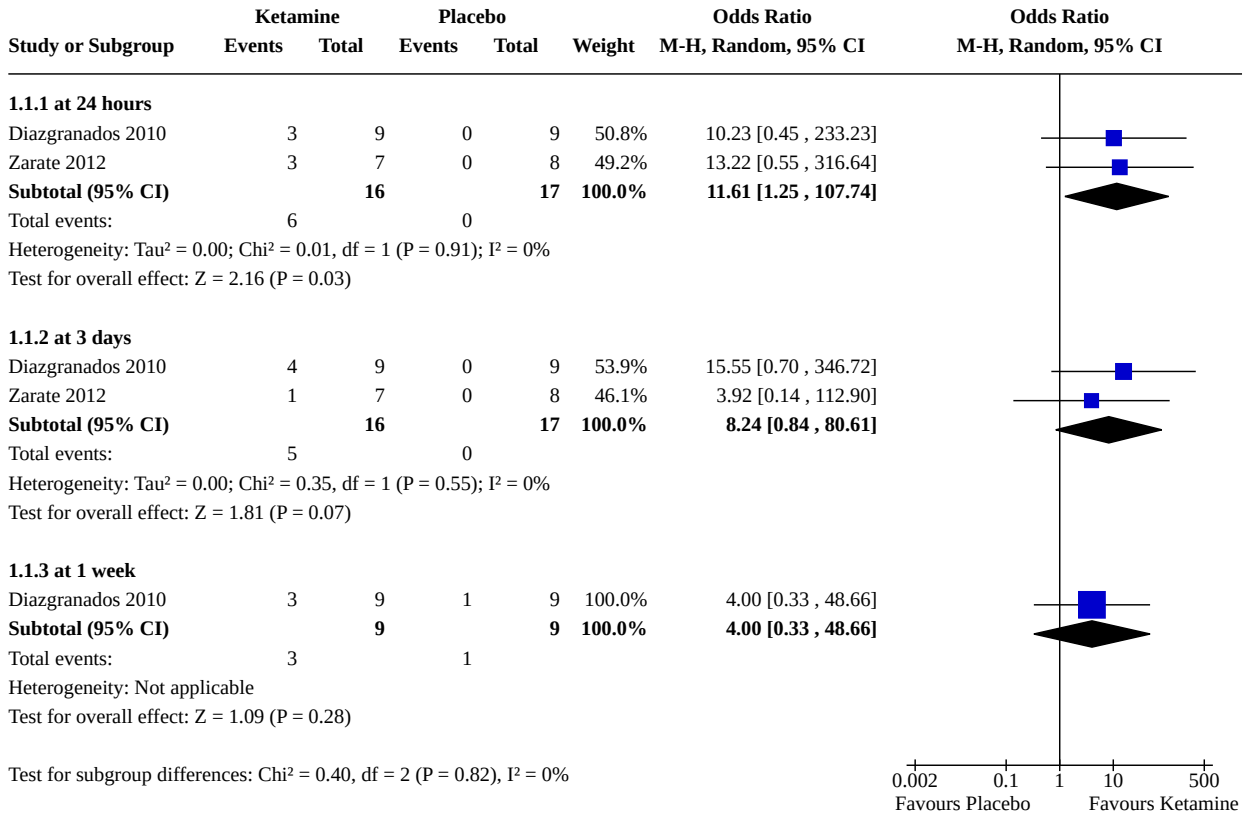 Ketamine Placebo Odds Ratio Odds Ratio
Study or Subgroup Events Total Events Total Weight M-H, Random, 95% CI M-H, Random, 95% CI
1.1.1 at 24 hours
Diazgranados 2010 3 9 0 9 50.8% 10.23 [0.45 , 233.23]
Zarate 2012 3 7 0 8 49.2% 13.22 [0.55 , 316.64]
Subtotal (95% CI) 16 17 100.0% 11.61 [1.25 , 107.74]
Total events: 6 0
Heterogeneity: Tau² = 0.00; Chi² = 0.01, df = 1 (P = 0.91); I² = 0%
Test for overall effect: Z = 2.16 (P = 0.03)
1.1.2 at 3 days
Diazgranados 2010 4 9 0 9 53.9% 15.55 [0.70 , 346.72]
Zarate 2012 1 7 0 8 46.1% 3.92 [0.14 , 112.90]
Subtotal (95% CI) 16 17 100.0% 8.24 [0.84 , 80.61]
Total events: 5 0
Heterogeneity: Tau² = 0.00; Chi² = 0.35, df = 1 (P = 0.55); I² = 0%
Test for overall effect: Z = 1.81 (P = 0.07)
1.1.3 at 1 week
Diazgranados 2010 3 9 1 9 100.0% 4.00 [0.33 , 48.66]
Subtotal (95% CI) 9 9 100.0% 4.00 [0.33 , 48.66]
Total events: 3 1
Heterogeneity: Not applicable
Test for overall effect: Z = 1.09 (P = 0.28)
Test for subgroup differences: Chi² = 0.40, df = 2 (P = 0.82), I² = 0%
0.002 0.1 1 10 500
Favours Placebo Favours Ketamine